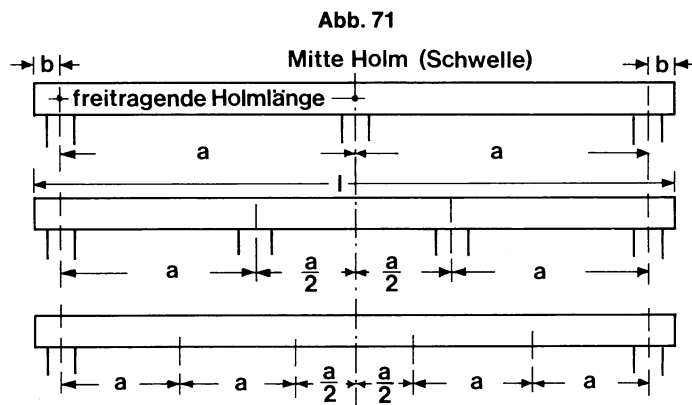 Abb. 71
b Mitte Holm (Schwelle) b
freitragende Holmlänge
a a
l
a a/2 a/2 a
a a a/2 a/2 a a